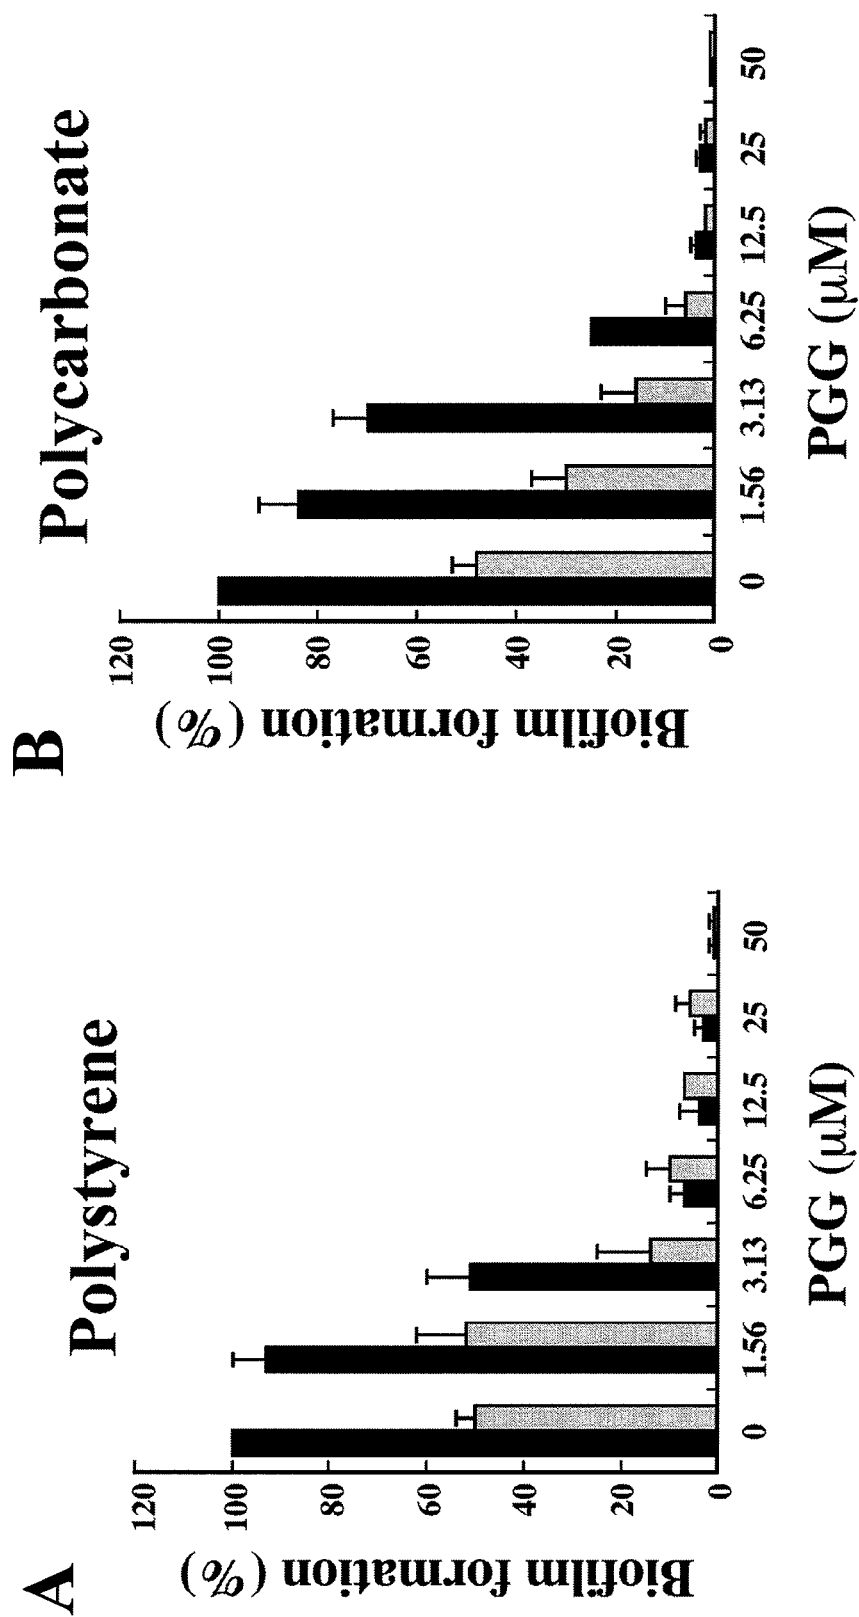 A
Polystyrene
Biofilm formation (%)
120
100
80
60
40
20
0
0 1.56 3.13 6.25 12.5 25 50
PGG (μM)
B
Polycarbonate
Biofilm formation (%)
120
100
80
60
40
20
0
0 1.56 3.13 6.25 12.5 25 50
PGG (μM)